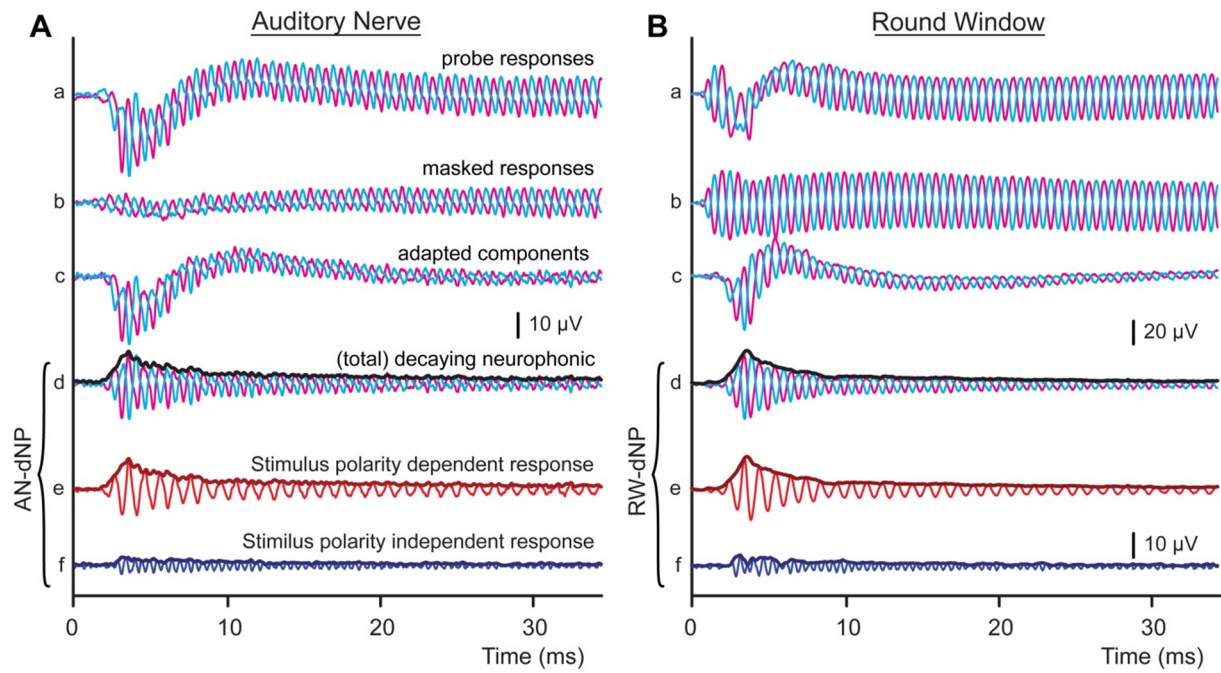 A
Auditory Nerve
a
probe responses
b
masked responses
c
adapted components
10 µV
AN-dNP
d
(total) decaying neurophonic
e
Stimulus polarity dependent response
f
Stimilus polarity independent response
0
10
20
30
Time (ms)
B
Round Window
a
b
c
20 µV
RW-dNP
d
e
f
10 µV
0
10
20
30
Time (ms)